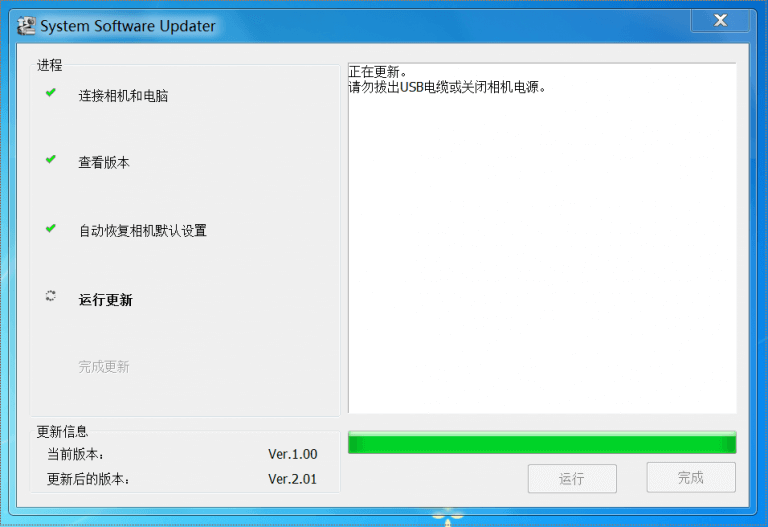 System Software Updater
进程
连接相机和电脑
查看版本
自动恢复相机默认设置
运行更新
完成更新
正在更新。
请勿拔出USB电缆或关闭相机电源。
更新信息
当前版本: Ver.1.00
更新后的版本: Ver.2.01
运行 完成